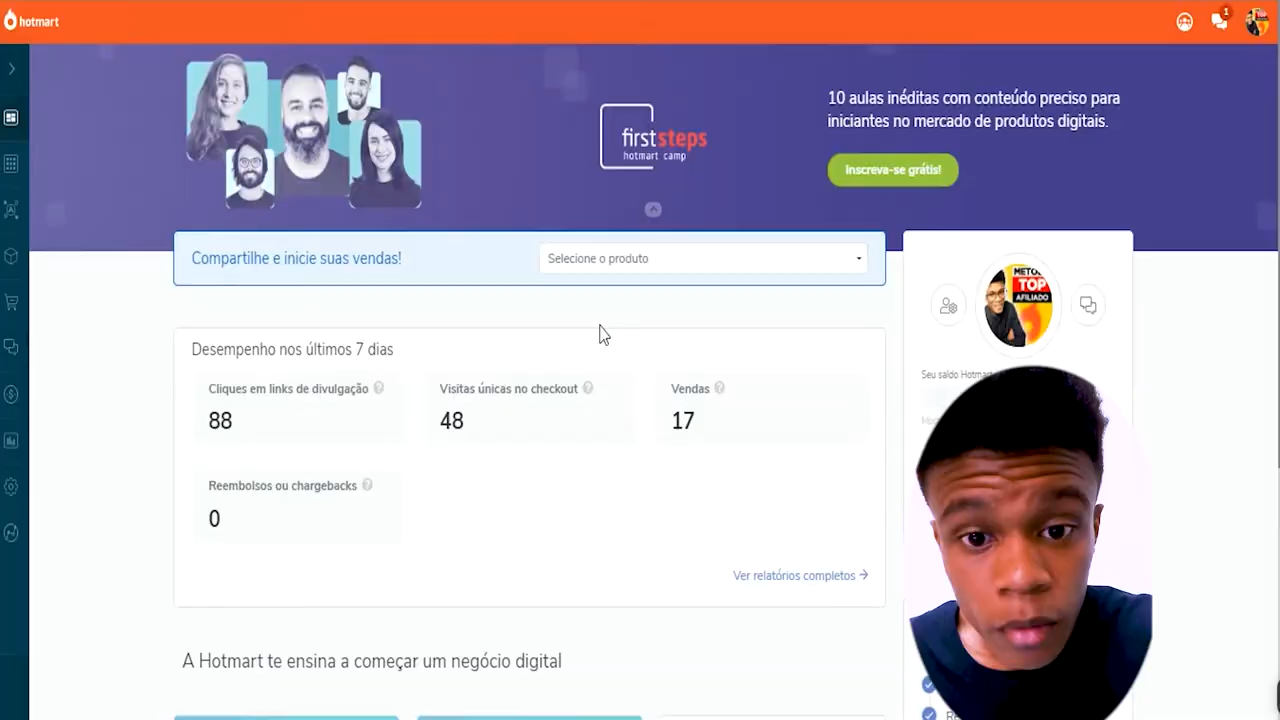 hotmart
1
10 aulas inéditas com conteúdo preciso para
iniciantes no mercado de produtos digitais.
firststeps
hotmart camp
Inscreva-se grátis!
Compartilhe e inicie suas vendas!
Selecione o produto
METO
TOP
AFILIADO
Desempenho nos últimos 7 dias
Seu saldo Hotmart
Cliques em links de divulgação
88
Visitas únicas no checkout
48
Vendas
17
Reembolsos ou chargebacks
0
Ver relatórios completos
A Hotmart te ensina a começar um negócio digital